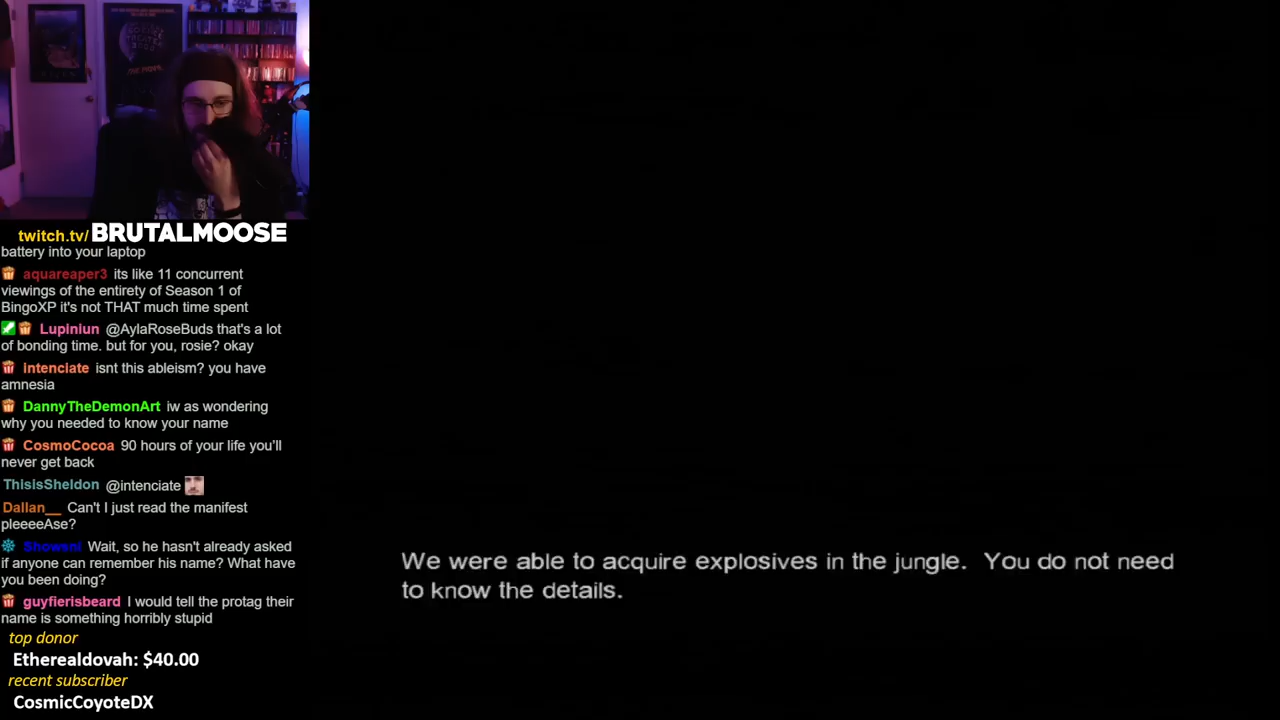 twitch.tv/BRUTALMOOSE
battery into your laptop
aquareaper3 its like 11 concurrent
viewings of the entirety of Season 1 of
BingoXP it's not THAT much time spent
Lupiniun @AylaRoseBuds that's a lot
of bonding time. but for you, rosie? okay
intenciate isnt this ableism? you have
amnesia
DannyTheDemonArt iw as wondering
why you needed to know your name
CosmoCocoa 90 hours of your life you'll
never get back
ThisisSheldon @intenciate
Dallan__ Can't I just read the manifest
pleeeeAse?
Showeni Wait, so he hasn't already asked
if anyone can remember his name? What have
you been doing?
guyfierisbeard I would tell the protag their
name is something horribly stupid
top donor
Etherealdovah: $40.00
recent subscriber
CosmicCoyoteDX
We were able to acquire explosives in the jungle. You do not need
to know the details.